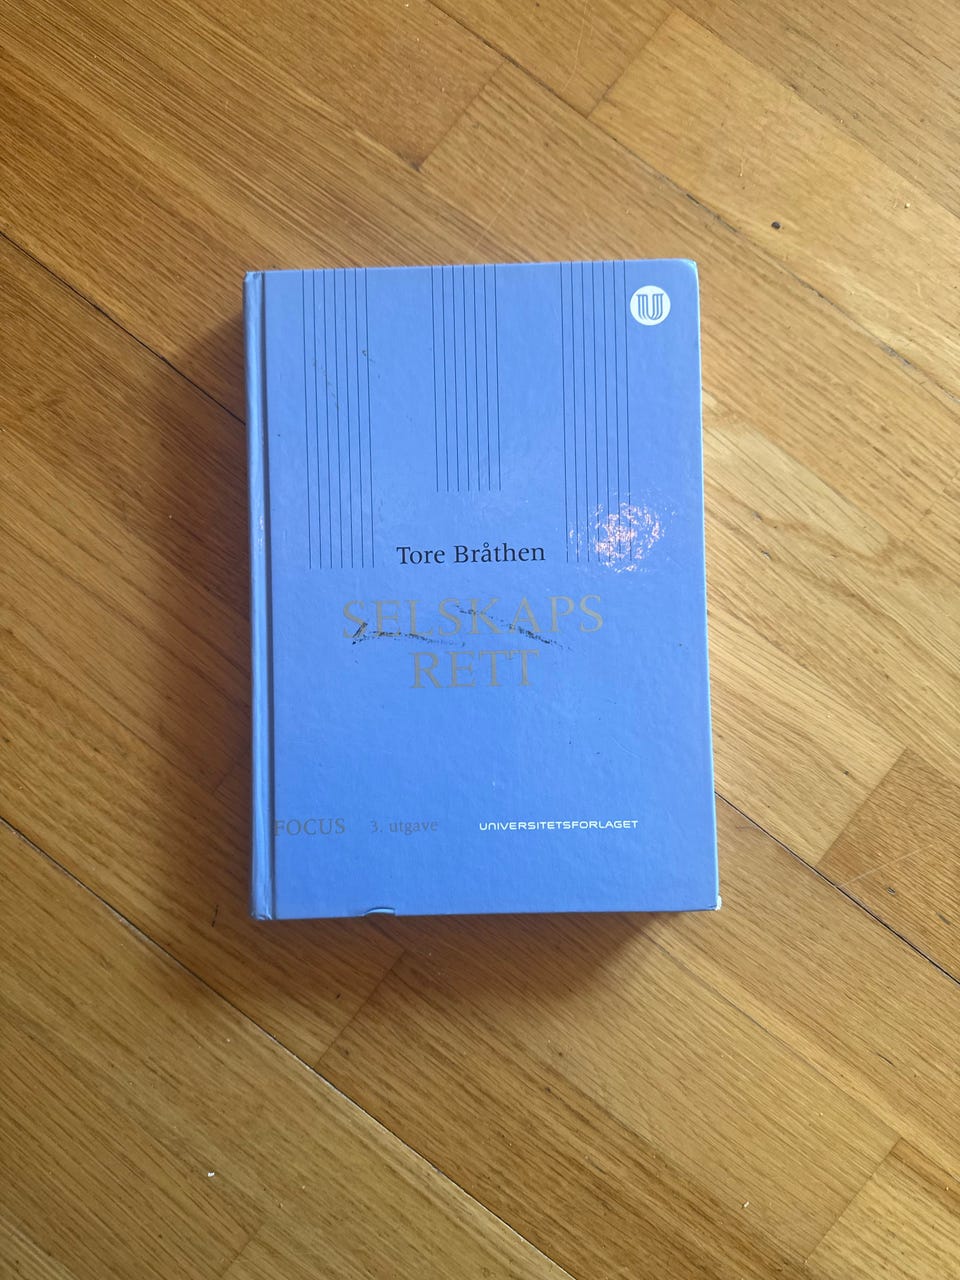 Tore Bråthen
SELSKAPS
RETT
FOCUS 3. utgave UNIVERSITETSFORLAGET